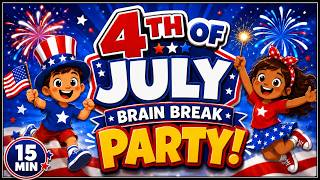 4TH OF
JULY
BRAIN BREAK
PARTY!
15
MIN